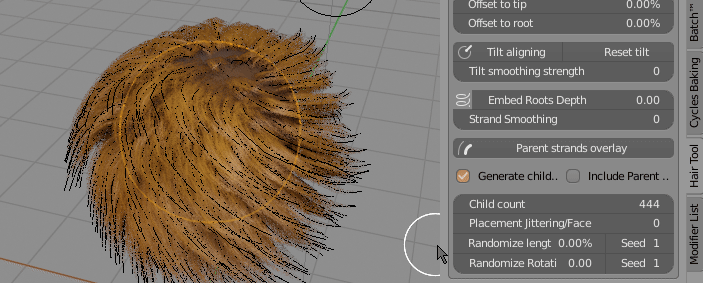 Offset to tip 0.00%
Offset to root 0.00%
Tilt aligning Reset tilt
Tilt smoothing strength 0
Embed Roots Depth 0.00
Strand Smoothing 0
Parent strands overlay
Generate child.. Include Parent ..
Child count 444
Placement Jittering/Face 0
Randomize lengt 0.00% Seed 1
Randomize Rotati 0.00 Seed 1
Batch™
Cycles Baking
Hair Tool
Modifier List